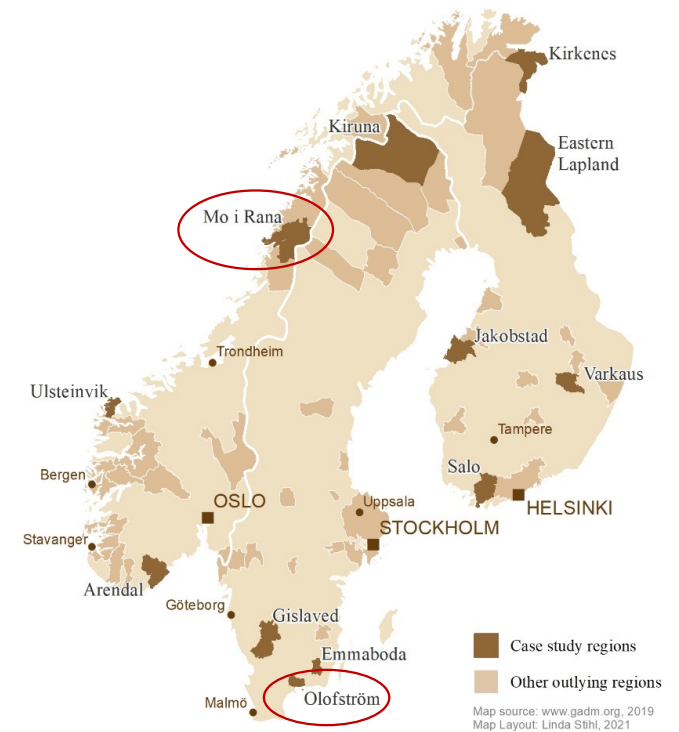 Kirkenes
Kiruna
Eastern
Lapland
Mo i Rana
Jakobstad
Trondheim
Varkaus
Ulsteinvik
Tampere
Salo
Bergen
OSLO
Uppsala
HELSINKI
STOCKHOLM
Stavanger
Arendal
Göteborg
Gislaved
Emmaboda
Olofström
Malmö
Case study regions
Other outlying regions
Map source: www.gadm.org, 2019
Map Layout: Linda Stihl, 2021